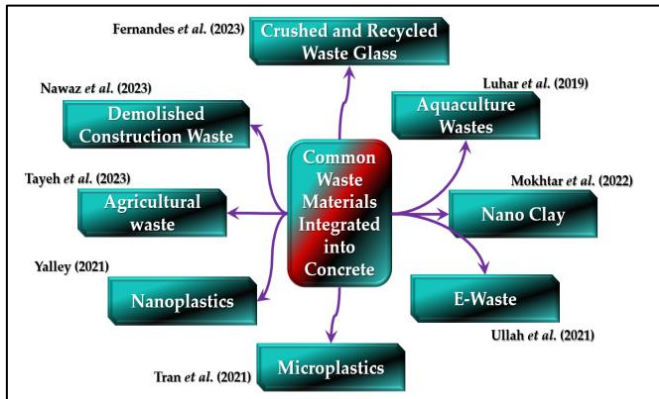 Fernandes et al. (2023)
Crushed and Recycled
Waste Glass
Nawaz et al. (2023)
Demolished
Construction Waste
Luhar et al. (2019)
Aquaculture
Wastes
Common
Waste
Materials
Integrated
into
Concrete
Tayeh et al. (2023)
Agricultural
waste
Mokhtar et al. (2022)
Nano Clay
Yalley (2021)
Nanoplastics
E-Waste
Ullah et al. (2021)
Microplastics
Tran et al. (2021)